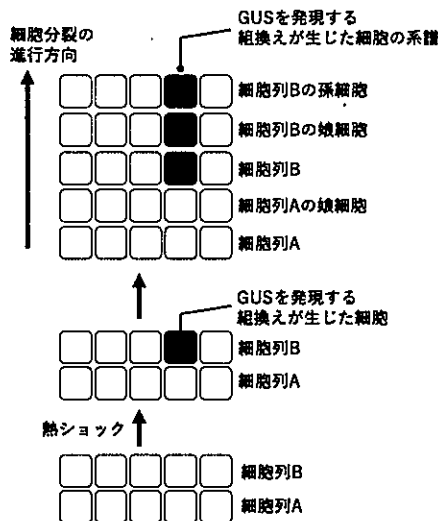 細胞分裂の
進行方向
GUSを発現する
組換えが生じた細胞の系譜
細胞列Bの孫細胞
細胞列Bの娘細胞
細胞列B
細胞列Aの娘細胞
細胞列A
GUSを発現する
組換えが生じた細胞
細胞列B
細胞列A
熱ショック
細胞列B
細胞列A